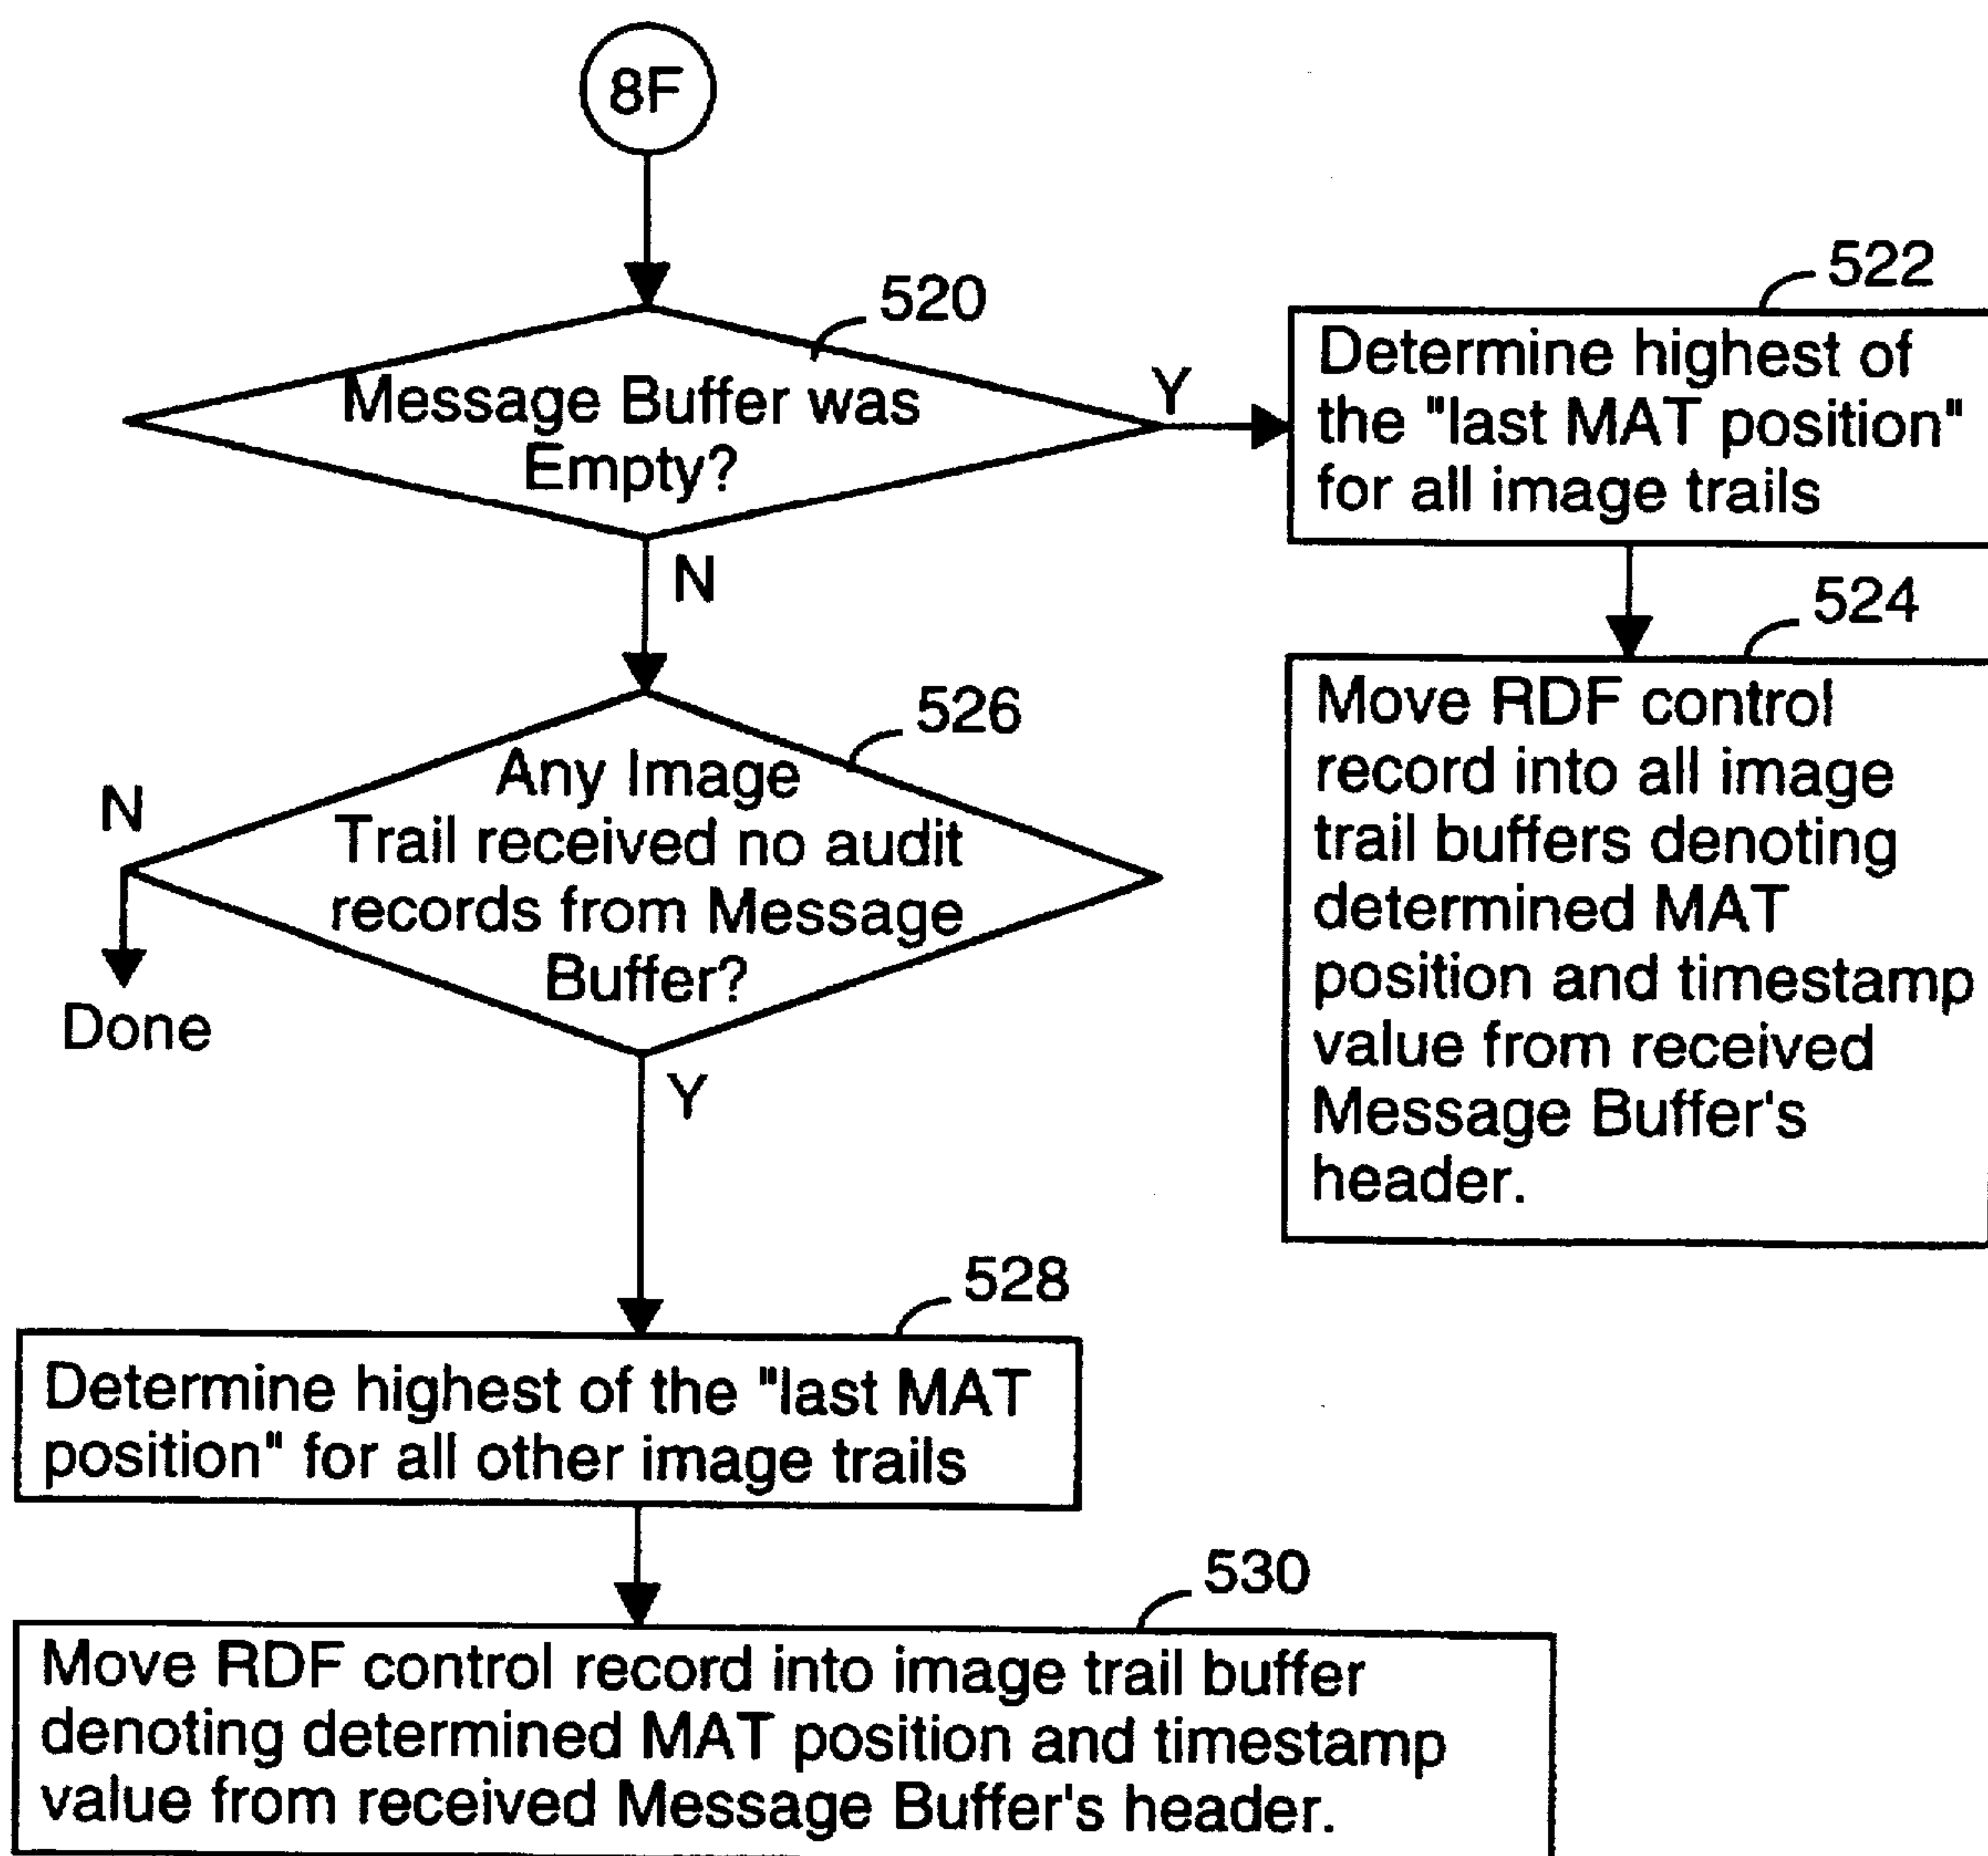 8F
520
Message Buffer was
Empty?
Y
N
522
Determine highest of
the "last MAT position"
for all image trails
524
Move RDF control
record into all image
trail buffers denoting
determined MAT
position and timestamp
value from received
Message Buffer's
header.
526
Any Image
Trail received no audit
records from Message
Buffer?
N
Done
Y
528
Determine highest of the "last MAT
position" for all other image trails
530
Move RDF control record into image trail buffer
denoting determined MAT position and timestamp
value from received Message Buffer's header.